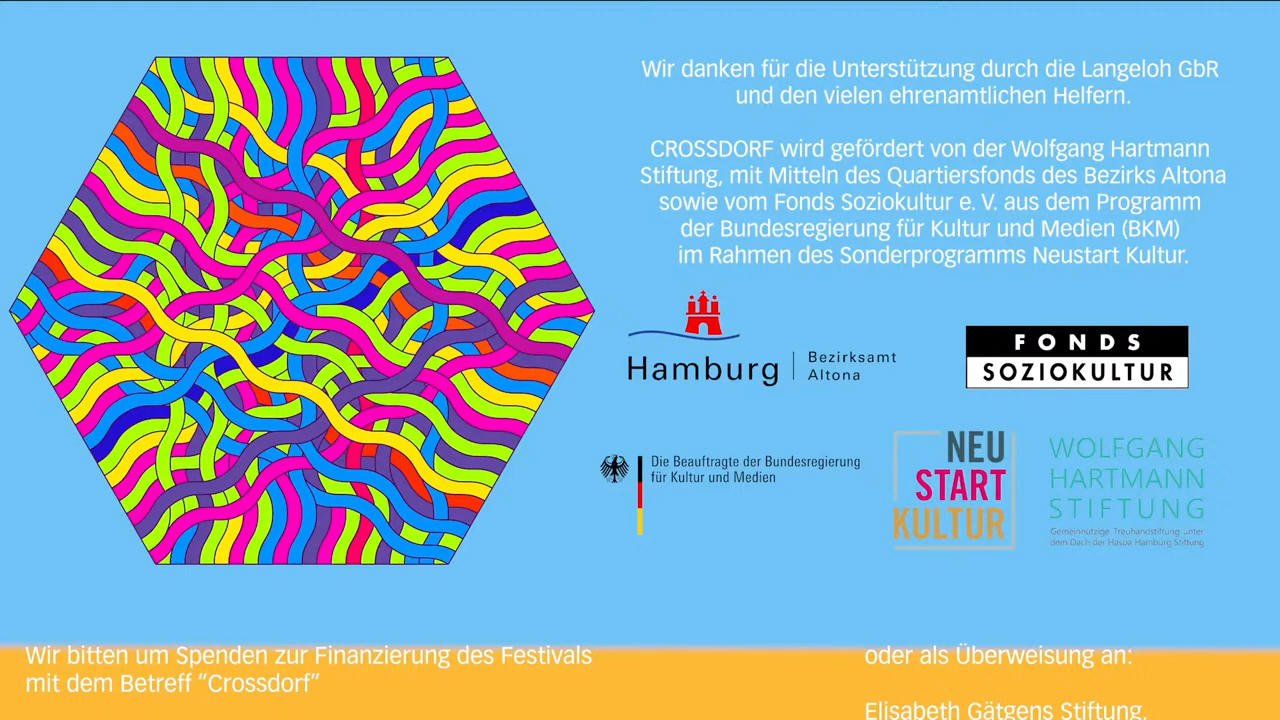 Wir danken für die Unterstützung durch die Langeloh GbR
und den vielen ehrenamtlichen Helfern.
CROSSDORF wird gefördert von der Wolfgang Hartmann
Stiftung, mit Mitteln des Quartiersfonds des Bezirks Altona
sowie vom Fonds Soziokultur e. V. aus dem Programm
der Bundesregierung für Kultur und Medien (BKM)
im Rahmen des Sonderprogramms Neustart Kultur.
Hamburg
Bezirksamt
Altona
FONDS
SOZIOKULTUR
Die Beauftragte der Bundesregierung
für Kultur und Medien
NEU
START
KULTUR
WOLFGANG
HARTMANN
STIFTUNG
Gemeinnützige Treuhandstiftung unter
dem Dach der Haspa Hamburg Stiftung
Wir bitten um Spenden zur Finanzierung des Festivals
mit dem Betreff “Crossdorf”
oder als Überweisung an:
Elisabeth Gätgens Stiftung,